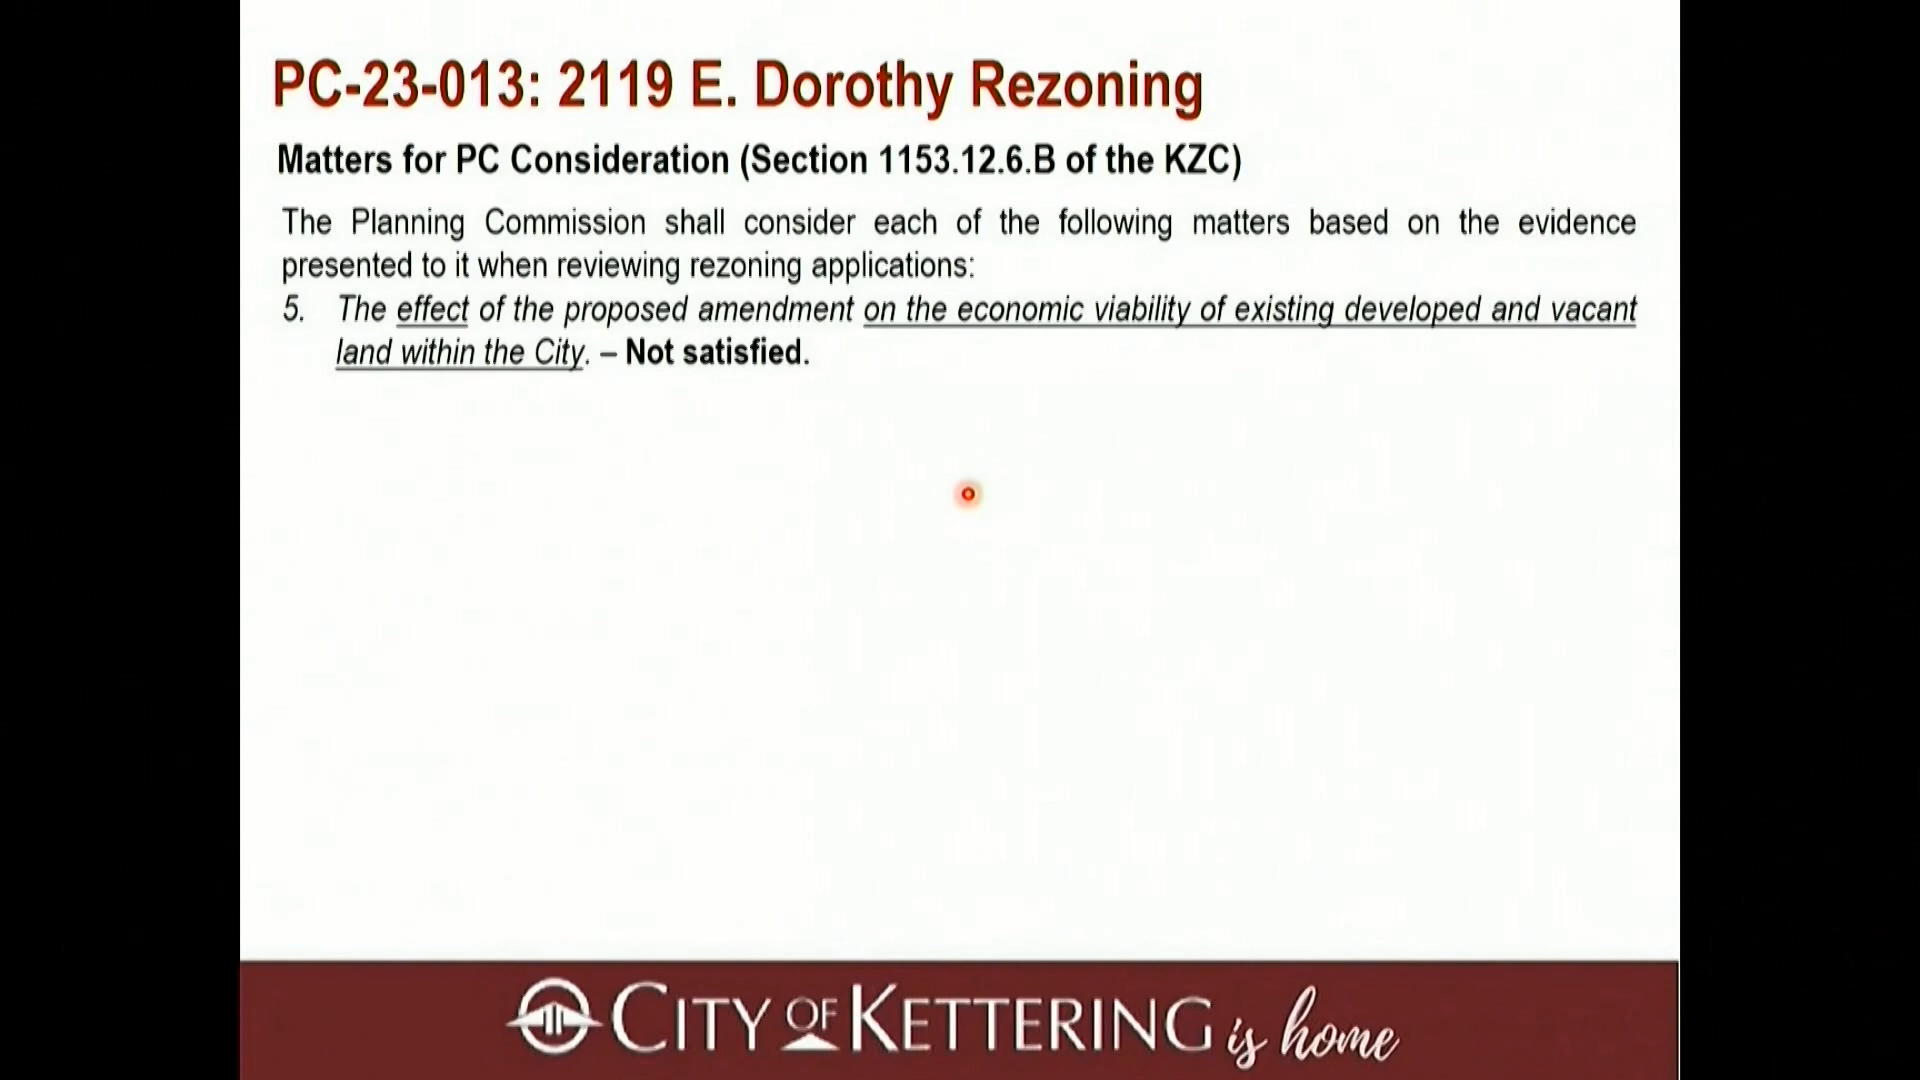 PC-23-013: 2119 E. Dorothy Rezoning
Matters for PC Consideration (Section 1153.12.6.B of the KZC)
The Planning Commission shall consider each of the following matters based on the evidence
presented to it when reviewing rezoning applications:
5. The effect of the proposed amendment on the economic viability of existing developed and vacant
land within the City. – Not satisfied.
CITY OF KETTERING is home